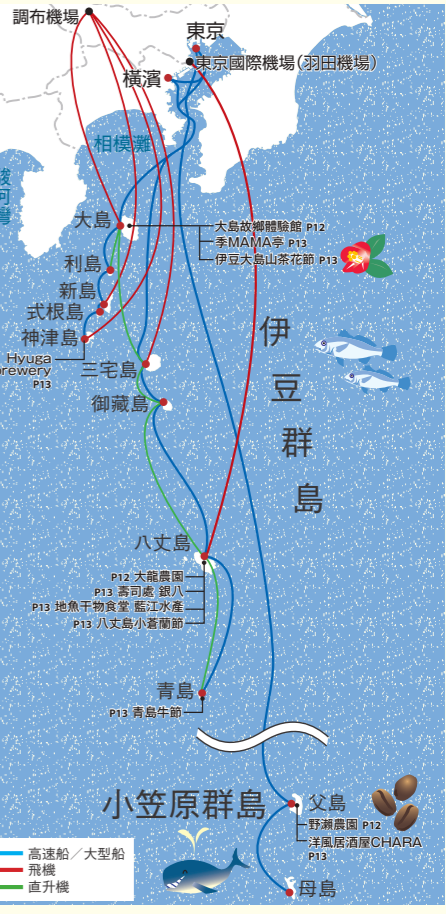 調布機場
東京
東京國際機場(羽田機場)
橫濱
相模灘
駿河灣
大島
大島故鄉體驗館 P12
季MAMA亭 P13
伊豆大島山茶花節 P13
利島
新島
式根島
神津島
Hyuga
Brewery
P13
三宅島
御藏島
伊豆群島
八丈島
P12 大龍農園
P13 壽司處 銀八
P13 地魚干物食堂 藍江水產
P13 八丈島小蒼蘭節
青島
P13 青島牛節
小笠原群島
父島
野瀨農園 P12
洋風居酒屋CHARA
P13
母島
高速船／大型船
飛機
直升機